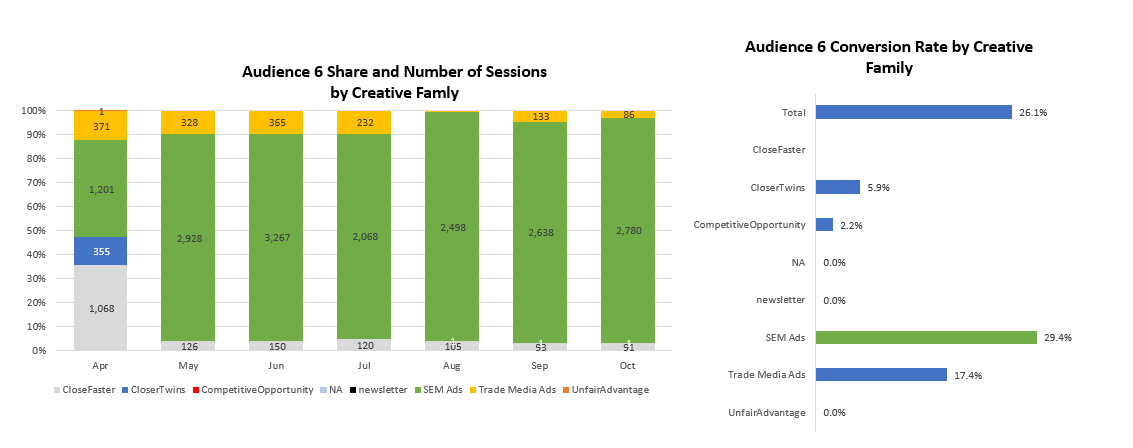 Audience 6 Share and Number of Sessions
by Creative Famly
100%
90%
80%
70%
60%
50%
40%
30%
20%
10%
0%
1
371
1,201
355
1,068
328
2,928
126
365
3,267
150
232
2,068
120
2,498
1
105
133
2,638
1
93
86
2,780
1
91
Apr May Jun Jul Aug Sep Oct
CloseFaster CloserTwins CompetitiveOpportunity NA newsletter SEM Ads Trade Media Ads UnfairAdvantage
Audience 6 Conversion Rate by Creative
Family
Total 26.1%
CloseFaster
CloserTwins 5.9%
CompetitiveOpportunity 2.2%
NA 0.0%
newsletter 0.0%
SEM Ads 29.4%
Trade Media Ads 17.4%
UnfairAdvantage 0.0%